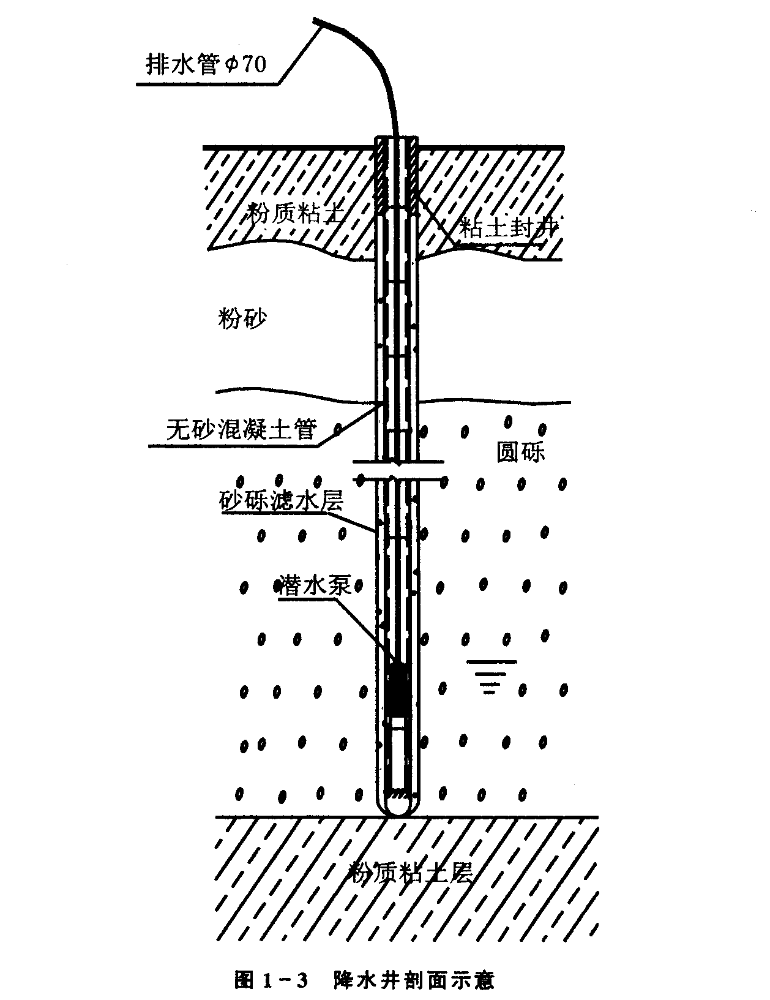 排水管φ70
粉质粘土
粘土封井
粉砂
无砂混凝土管
圆砾
砂砾滤水层
潜水泵
粉质粘土层
图1-3 降水井剖面示意